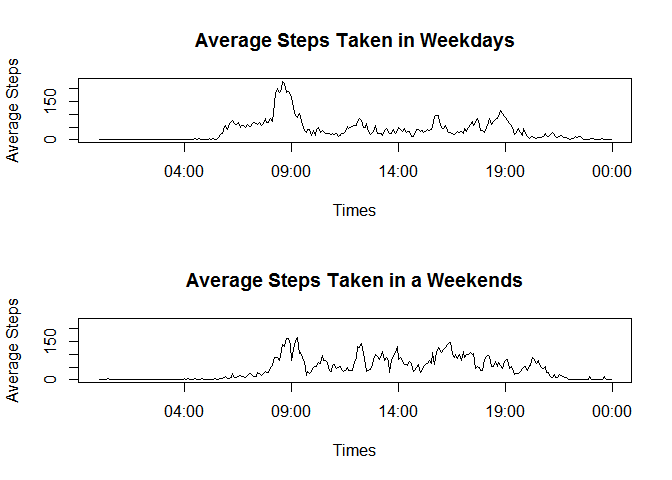 Average Steps Taken in Weekdays
Average Steps
150
0
04:00 09:00 14:00 19:00 00:00
Times
Average Steps Taken in a Weekends
Average Steps
150
0
04:00 09:00 14:00 19:00 00:00
Times